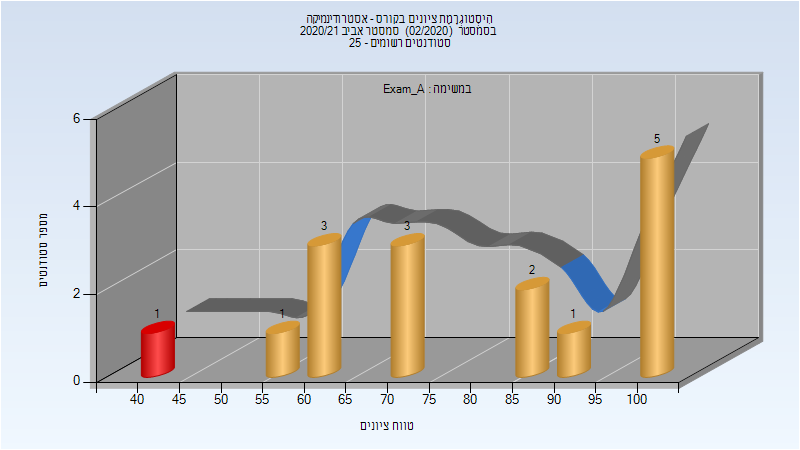 היסטוגרמת ציונים בקורס - אסטרודינמיקה
בסמסטר (02/2020) סמסטר אביב 2020/21
סטודנטים רשומים - 25
במשימה : Exam_A
מספר סטודנטים
6
4
2
0
1
1
3
3
2
1
5
40 45 50 55 60 65 70 75 80 85 90 95 100
טווח ציונים